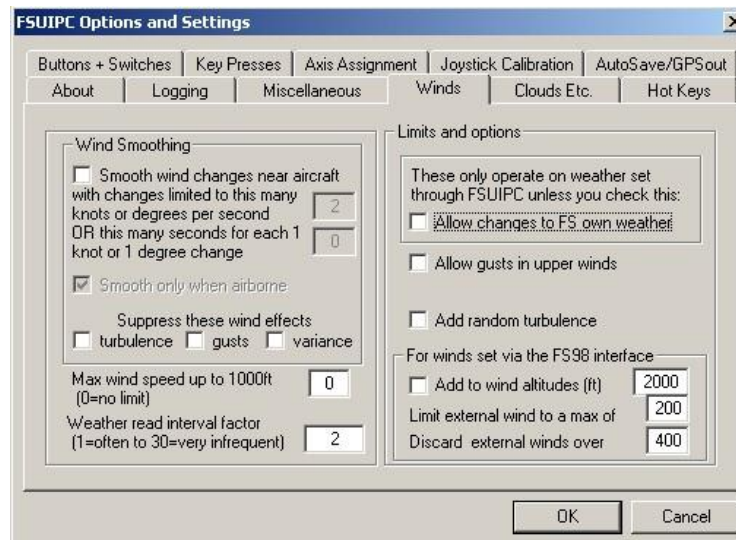 FSUIPC Options and Settings
Buttons + Switches Key Presses Axis Assignment Joystick Calibration AutoSave/GPSout
About Logging Miscellaneous Winds Clouds Etc. Hot Keys
Wind Smoothing
Smooth wind changes near aircraft
with changes limited to this many
knots or degrees per second
2
OR this many seconds for each 1
knot or 1 degree change
0
Smooth only when airborne
Suppress these wind effects
turbulence gusts variance
Max wind speed up to 1000ft
(0=no limit)
0
Weather read interval factor
(1=often to 30=very infrequent)
2
Limits and options
These only operate on weather set
through FSUIPC unless you check this:
Allow changes to FS own weather
Allow gusts in upper winds
Add random turbulence
For winds set via the FS98 interface
Add to wind altitudes (ft) 2000
Limit external wind to a max of 200
Discard external winds over 400
OK Cancel